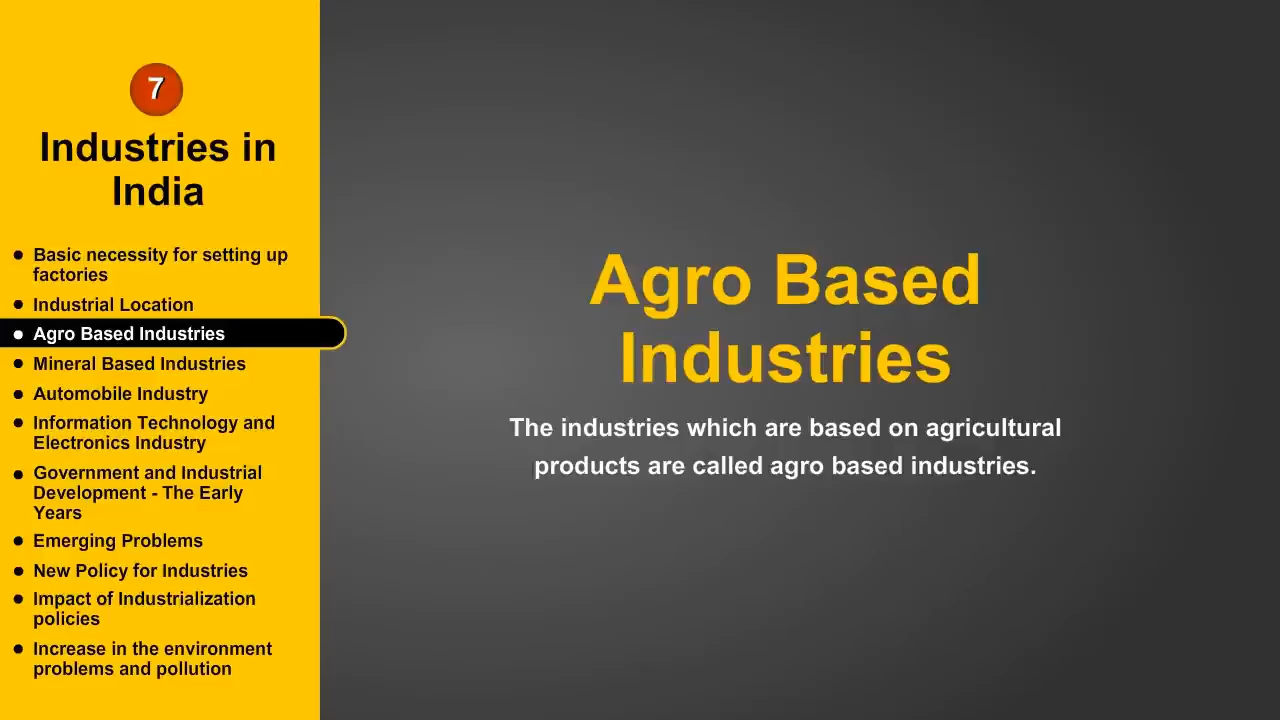 7
Industries in
India
● Basic necessity for setting up
factories
● Industrial Location
● Agro Based Industries
● Mineral Based Industries
● Automobile Industry
● Information Technology and
Electronics Industry
● Government and Industrial
Development - The Early
Years
● Emerging Problems
● New Policy for Industries
● Impact of Industrialization
policies
● Increase in the environment
problems and pollution
Agro Based
Industries
The industries which are based on agricultural
products are called agro based industries.